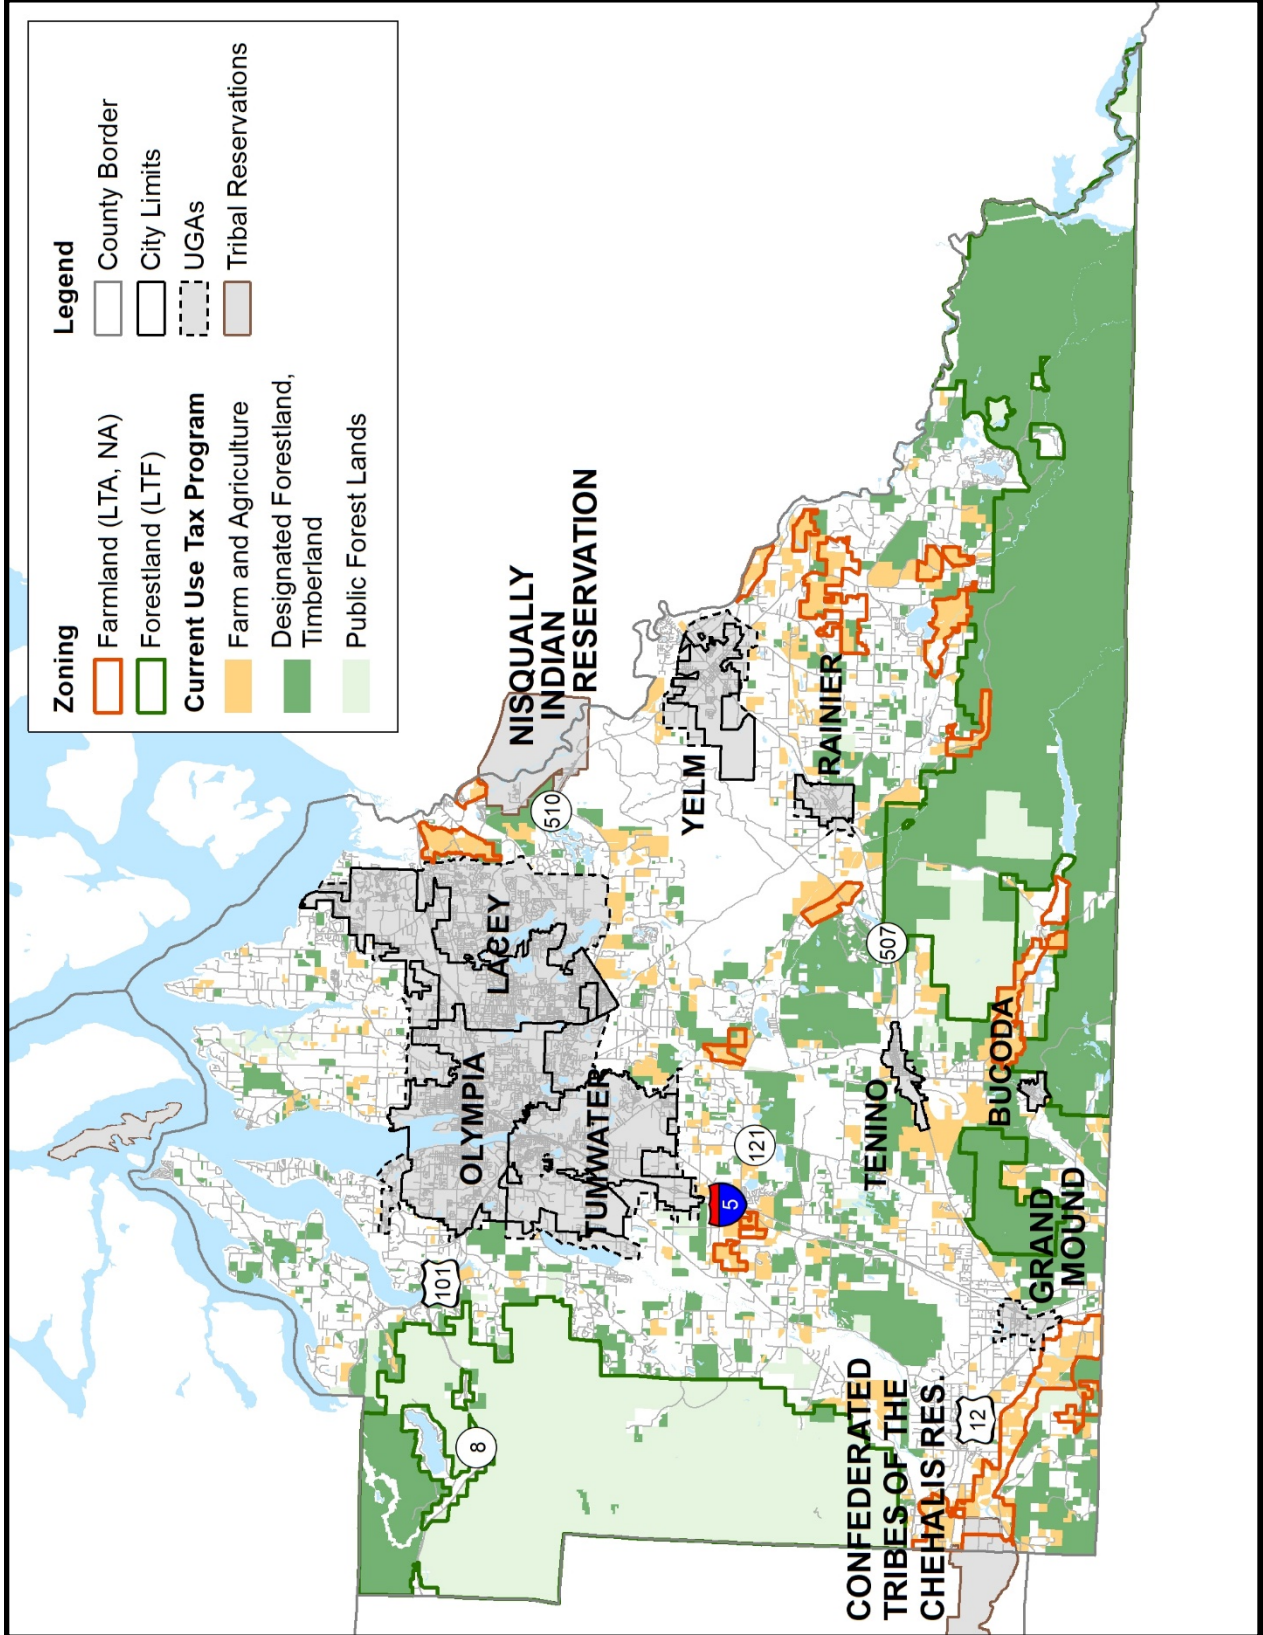 Zoning
Farmland (LTA, NA)
Forestland (LTF)
Current Use Tax Program
Farm and Agriculture
Designated Forestland,
Timberland
Public Forest Lands
Legend
County Border
City Limits
UGAs
Tribal Reservations
NISQUALLY
INDIAN
RESERVATION
510
LACEY
OLYMPIA
TUMWATER
101
8
YELM
RAINIER
507
121
5
TENINO
BUCODA
GRAND
MOUND
12
CONFEDERATED
TRIBES OF THE
CHEHALIS RES.